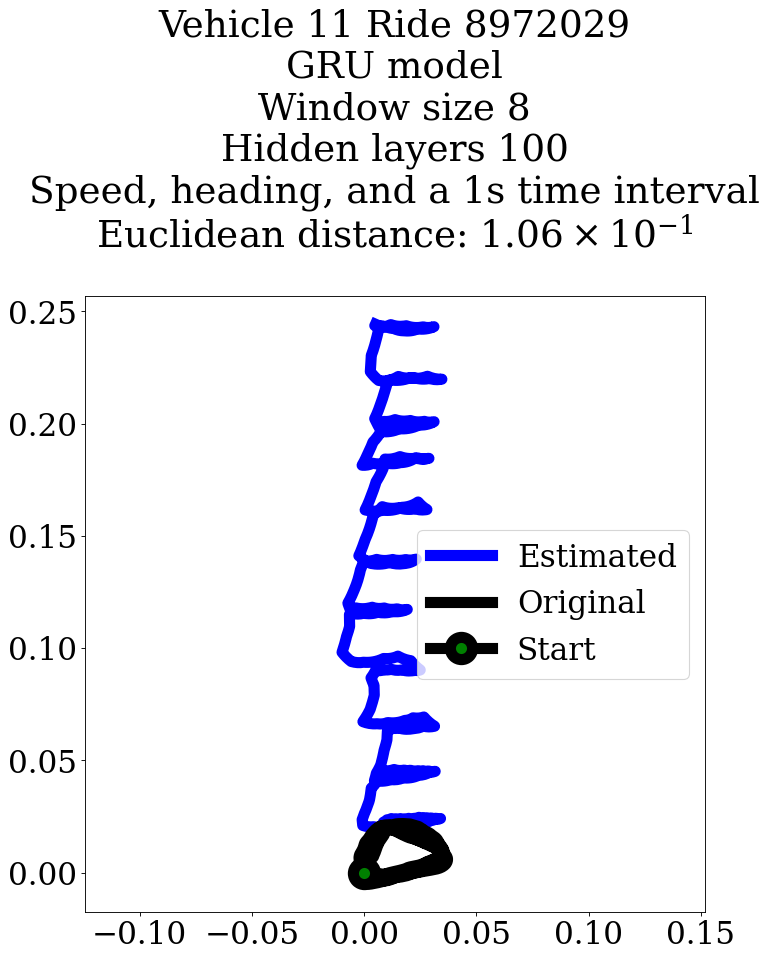 Vehicle 11 Ride 8972029
GRU model
Window size 8
Hidden layers 100
Speed, heading, and a 1s time interval
Euclidean distance: 1.06 × 10⁻¹
0.25
0.20
0.15
0.10
0.05
0.00
Estimated
Original
Start
−0.10 −0.05 0.00 0.05 0.10 0.15